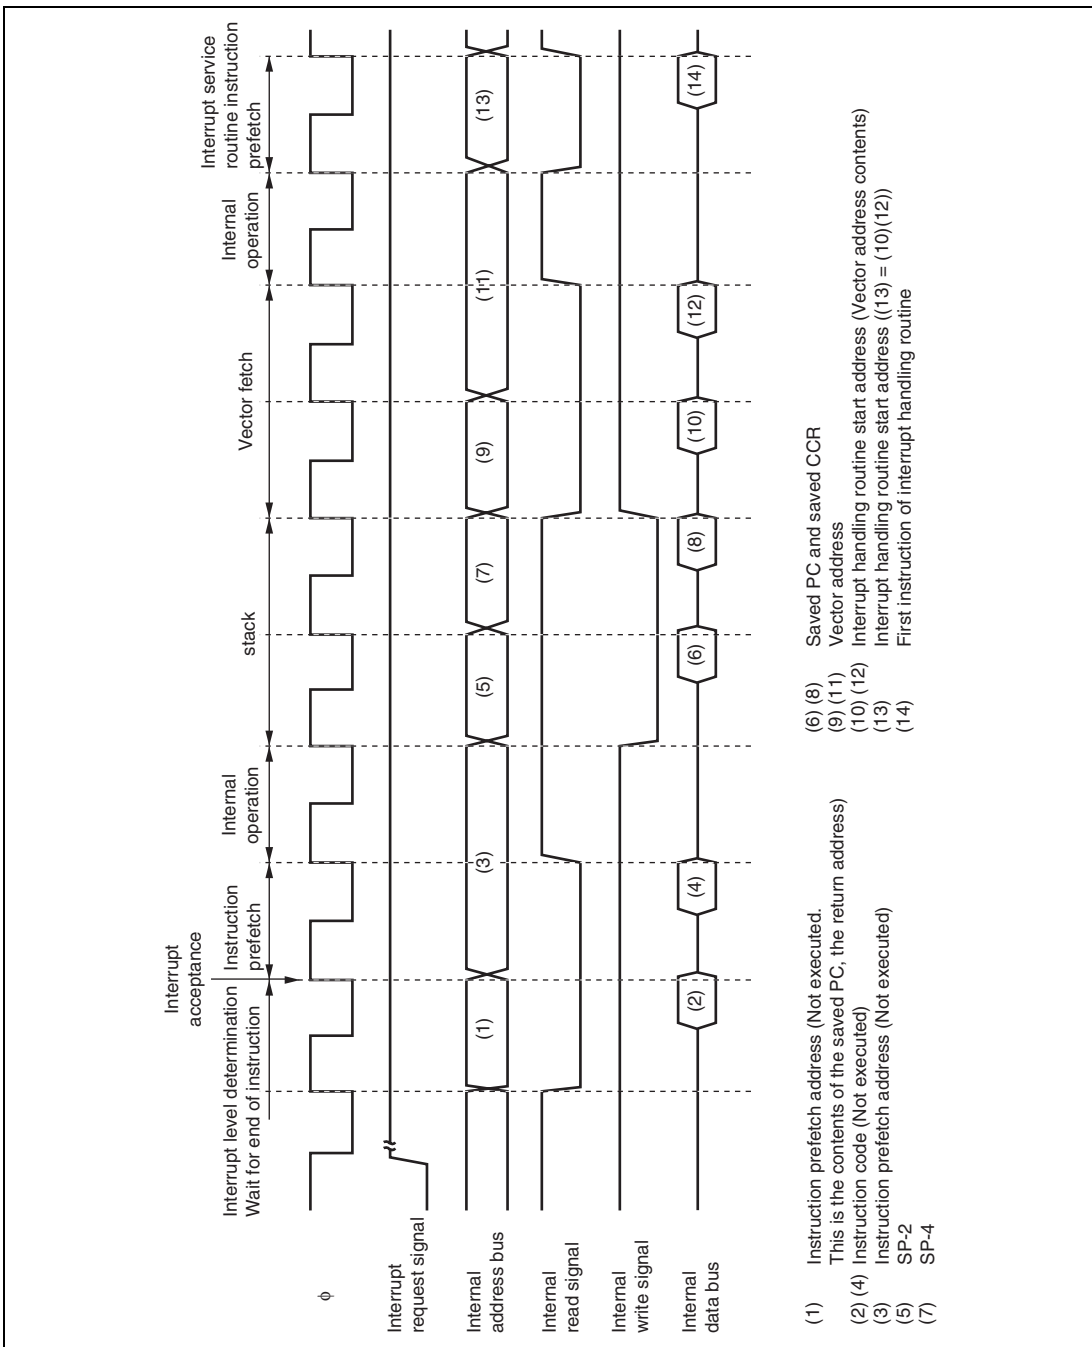 Interrupt
acceptance
Interrupt level determination
Wait for end of instruction
Instruction
prefetch
Internal
operation
stack
Vector fetch
Internal
operation
Interrupt service
routine instruction
prefetch
φ
Interrupt
request signal
Internal
address bus
(1)
(3)
(5)
(7)
(9)
(11)
(13)
Internal
read signal
Internal
write signal
Internal
data bus
(2)
(4)
(6)
(8)
(10)
(12)
(14)
(1) Instruction prefetch address (Not executed.
This is the contents of the saved PC, the return address)
(2) (4) Instruction code (Not executed)
(3) Instruction prefetch address (Not executed)
(5) SP-2
(7) SP-4
(6) (8) Saved PC and saved CCR
(9) (11) Vector address
(10) (12) Interrupt handling routine start address (Vector address contents)
(13) Interrupt handling routine start address ((13) = (10)(12))
(14) First instruction of interrupt handling routine